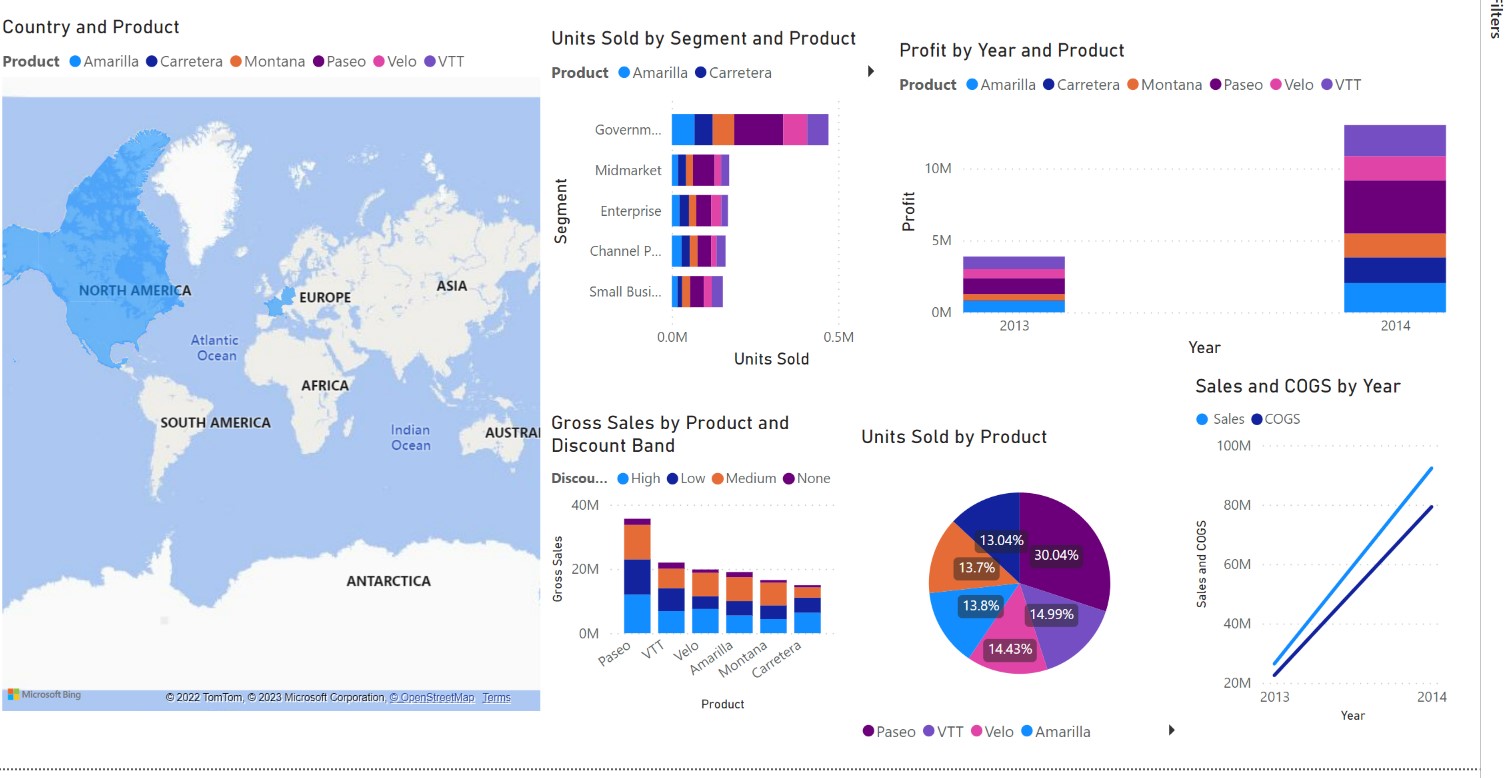 Country and Product
Product Amarilla Carretera Montana Paseo Velo VTT
NORTH AMERICA
EUROPE
ASIA
Atlantic
Ocean
AFRICA
SOUTH AMERICA
Indian
Ocean
AUSTRA
ANTARCTICA
Microsoft Bing
© 2022 TomTom, © 2023 Microsoft Corporation, © OpenStreetMap Terms
Units Sold by Segment and Product
Product Amarilla Carretera
Segment
Governm...
Midmarket
Enterprise
Channel P...
Small Busi...
0.0M 0.5M
Units Sold
Profit by Year and Product
Product Amarilla Carretera Montana Paseo Velo VTT
Profit
10M
5M
0M
2013 2014
Year
Gross Sales by Product and
Discount Band
Discou... High Low Medium None
Gross Sales
40M
20M
0M
Paseo VTT Velo Amarilla Montana Carretera
Product
Units Sold by Product
13.04%
30.04%
13.7%
13.8%
14.99%
14.43%
Paseo VTT Velo Amarilla
Sales and COGS by Year
Sales COGS
Sales and COGS
100M
80M
60M
40M
20M
2013 2014
Year
Filters